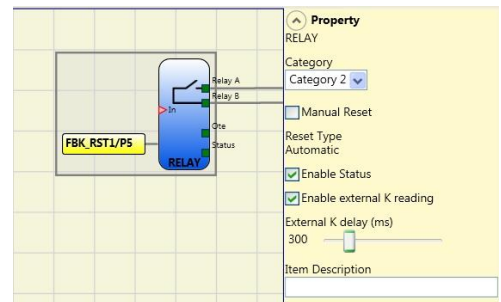 Relay A
Relay B
In
Ote
Status
FBK_RST1/P5
RELAY
Property
RELAY
Category
Category 2
Manual Reset
Reset Type
Automatic
Enable Status
Enable external K reading
External K delay (ms)
300
Item Description